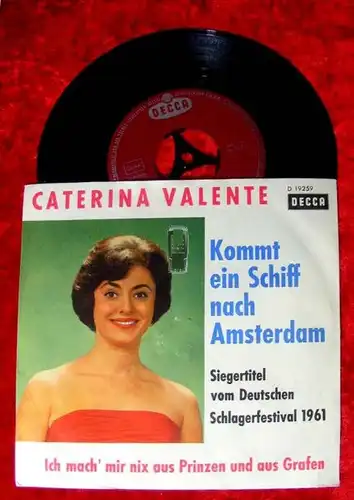 DECCA
CATERINA VALENTE
D 19259
DECCA
Kommt
ein Schiff
nach
Amsterdam
Siegertitel
vom Deutschen
Schlagerfestival 1961
Ich mach' mir nix aus Prinzen und aus Grafen